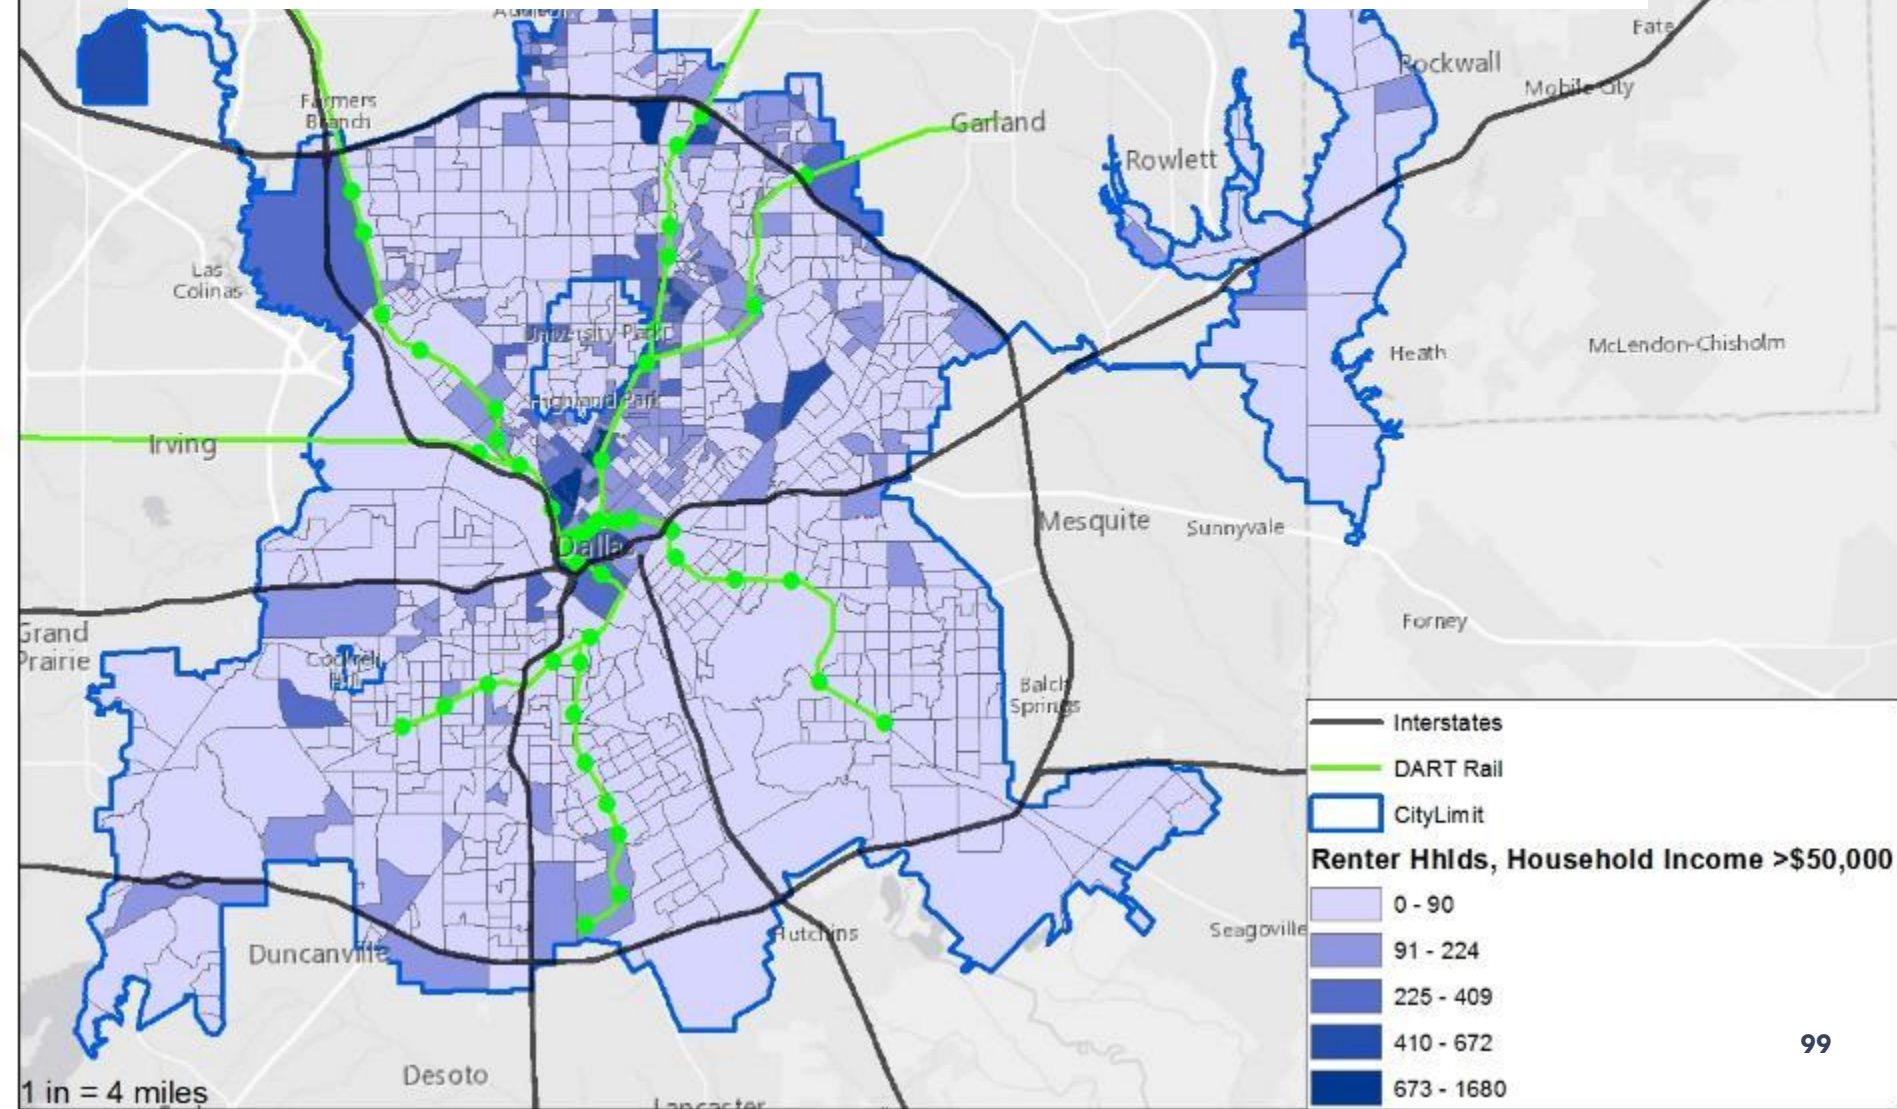 Addison
Fate
Rockwall
Mobile City
Farmers
Branch
Garland
Rowlett
Las
Colinas
University Park
Heath
McLendon-Chisholm
Highland Park
Irving
Mesquite
Sunnyvale
Dallas
Forney
Grand
Prairie
Cockrell
Hill
Balch
Springs
Interstates
DART Rail
CityLimit
Renter Hhlds, Household Income >$50,000
0 - 90
91 - 224
225 - 409
410 - 672
673 - 1680
Hutchins
Seagoville
Duncanville
99
Desoto
1 in = 4 miles
Lancaster